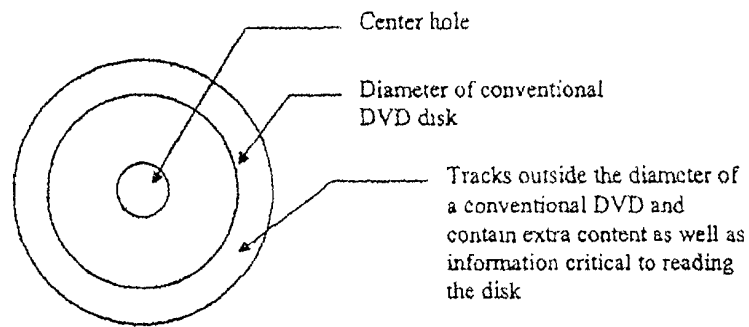 Center hole
Diameter of conventional
DVD disk
Tracks outside the diameter of
a conventional DVD and
contain extra content as well as
information critical to reading
the disk